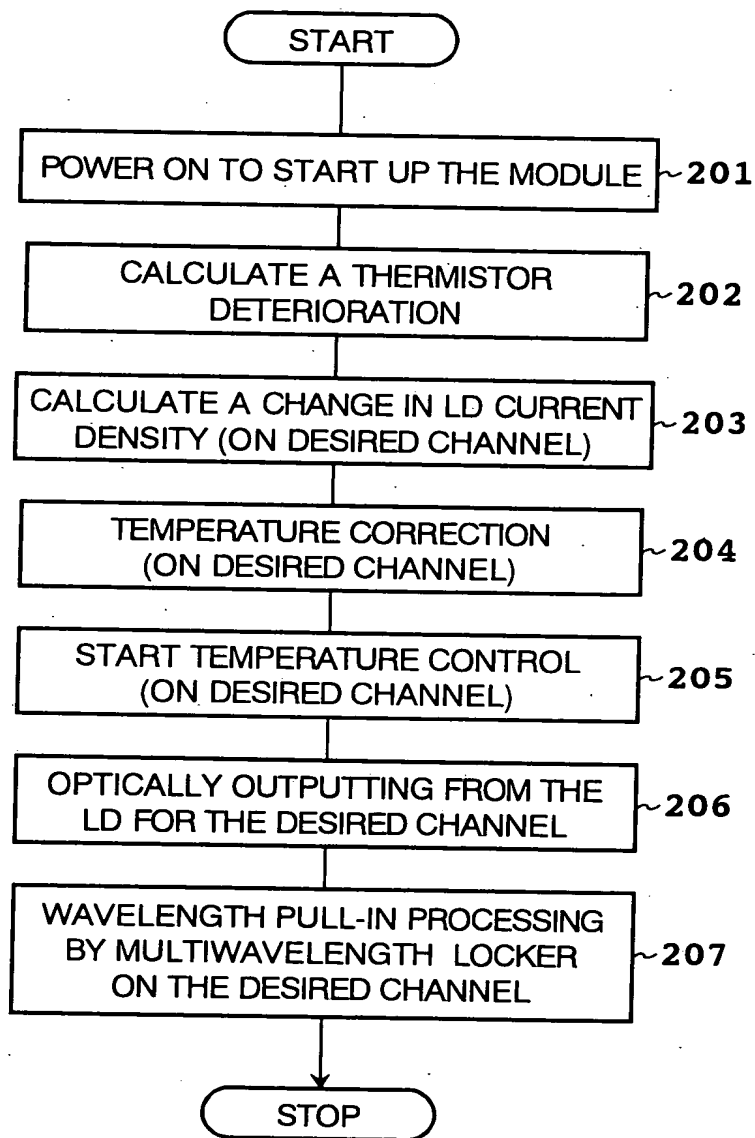 START
POWER ON TO START UP THE MODULE
201
CALCULATE A THERMISTOR
DETERIORATION
202
CALCULATE A CHANGE IN LD CURRENT
DENSITY (ON DESIRED CHANNEL)
203
TEMPERATURE CORRECTION
(ON DESIRED CHANNEL)
204
START TEMPERATURE CONTROL
(ON DESIRED CHANNEL)
205
OPTICALLY OUTPUTTING FROM THE
LD FOR THE DESIRED CHANNEL
206
WAVELENGTH PULL-IN PROCESSING
BY MULTIWAVELENGTH LOCKER
ON THE DESIRED CHANNEL
207
STOP